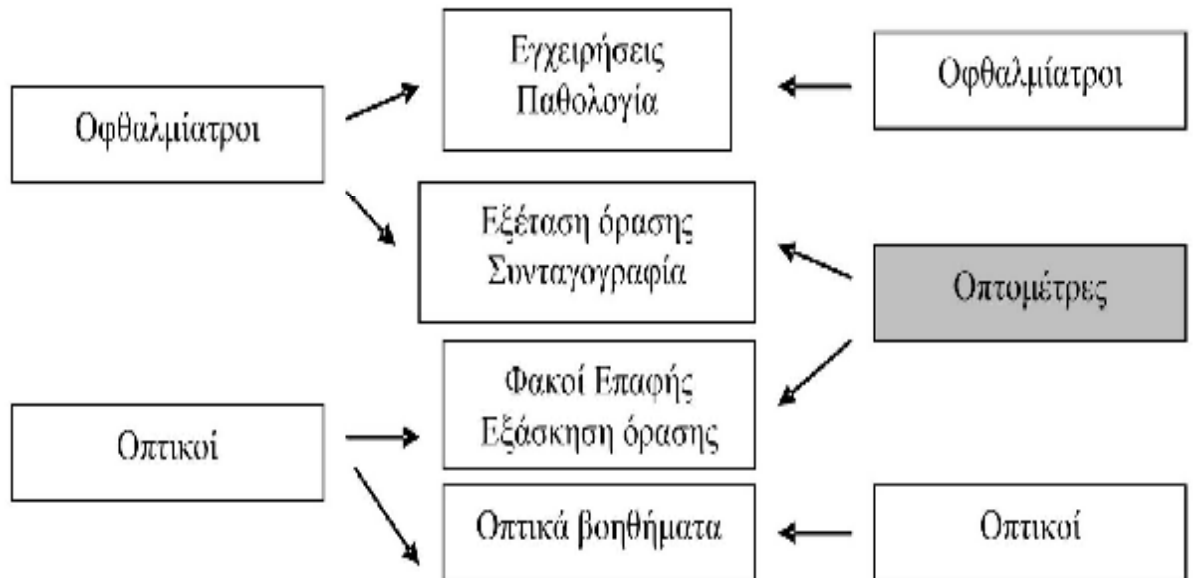 Οφθαλμίατροι
Οπτικοί
Εγχειρήσεις
Παθολογία
Εξέταση όρασης
Συνταγογραφία
Φακοί Επαφής
Εξάσκηση όρασης
Οπτικά βοηθήματα
Οφθαλμίατροι
Οπτομέτρες
Οπτικοί